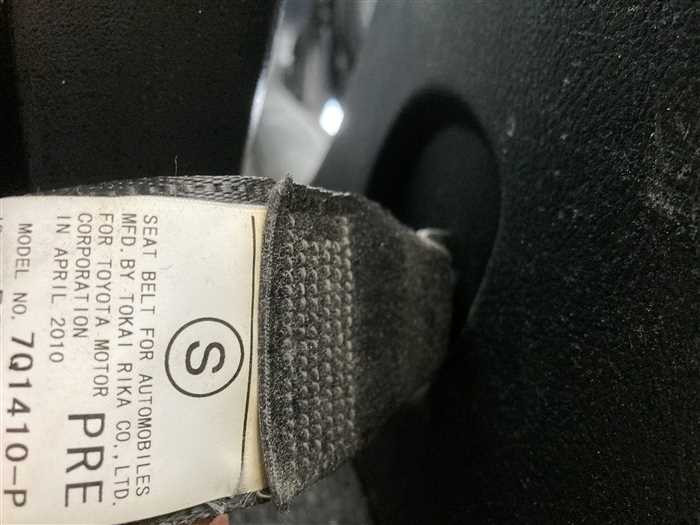 SEAT BELT FOR AUTOMOBILES
MFD. BY TOKAI RIKA CO.,LTD.
FOR TOYOTA MOTOR
CORPORATION
IN APRIL 2010
PRE
S
MODEL NO. 7Q1410-P